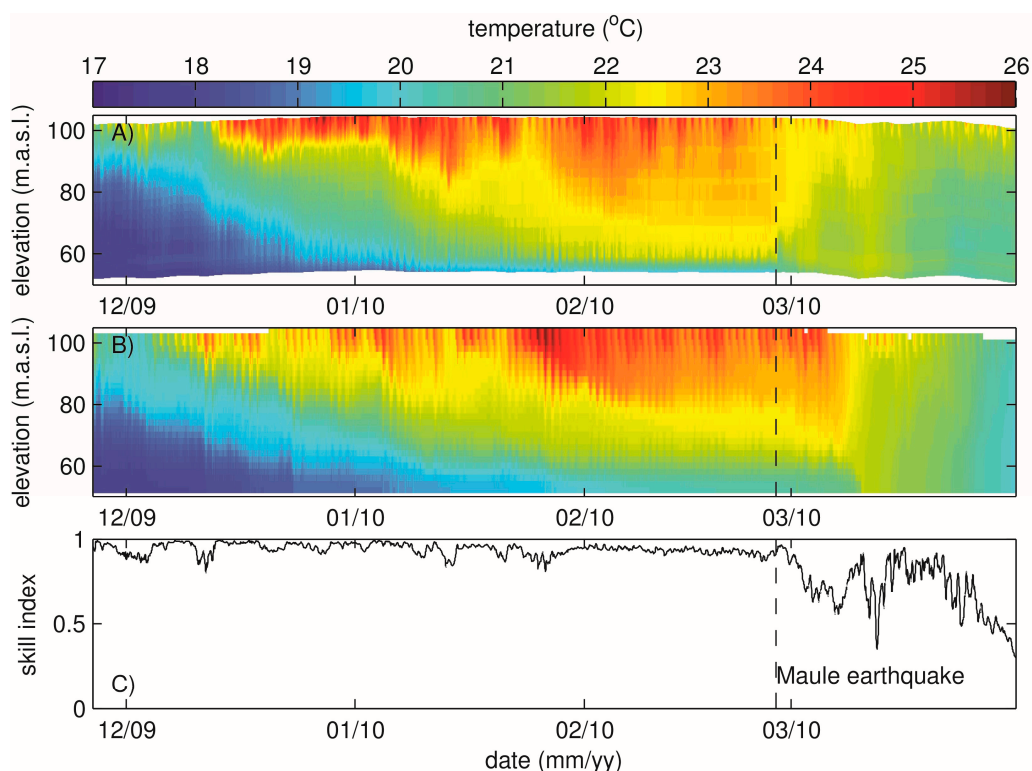 temperature (°C)
17 18 19 20 21 22 23 24 25 26
A)
elevation (m.a.s.l.)
100
80
60
12/09 01/10 02/10 03/10
B)
elevation (m.a.s.l.)
100
80
60
12/09 01/10 02/10 03/10
skill index
1
0.5
0
C)
Maule earthquake
12/09 01/10 02/10 03/10
date (mm/yy)